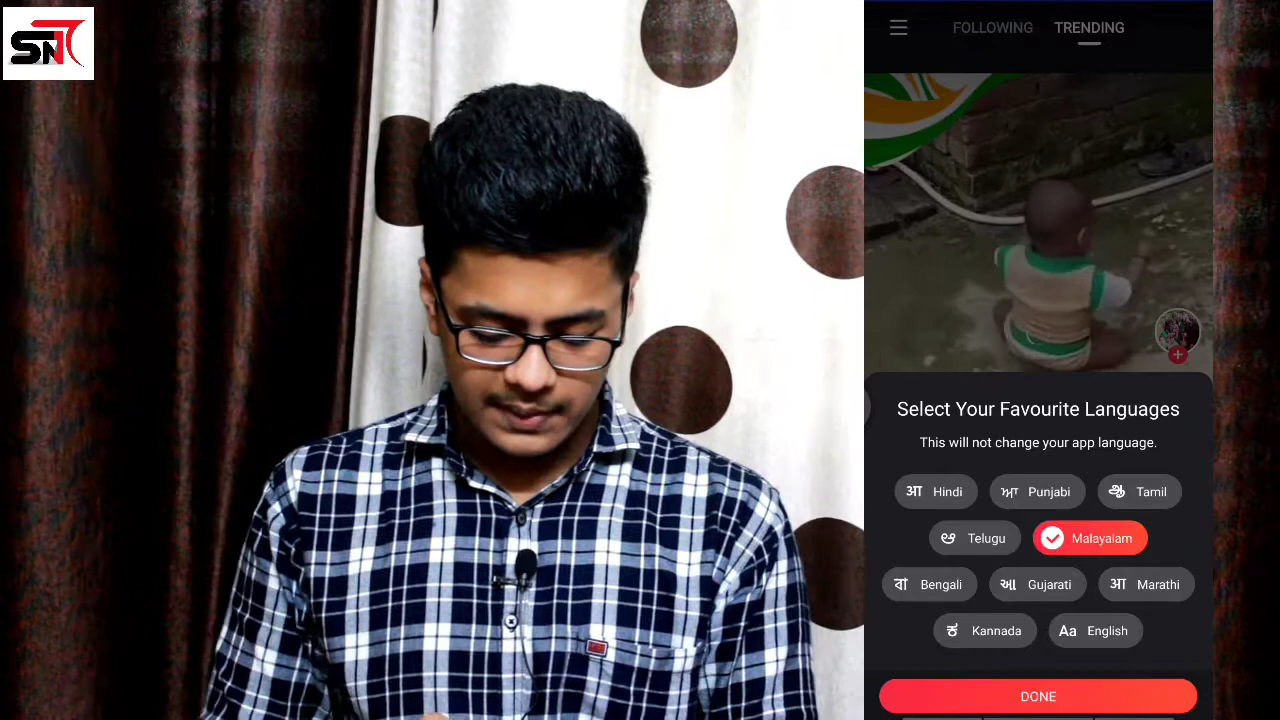 SNT
FOLLOWING TRENDING
Select Your Favourite Languages
This will not change your app language.
आ Hindi ਅ Punjabi ஆ Tamil
ఆ Telugu Malayalam
বা Bengali આ Gujarati आ Marathi
ಕ Kannada Aa English
DONE